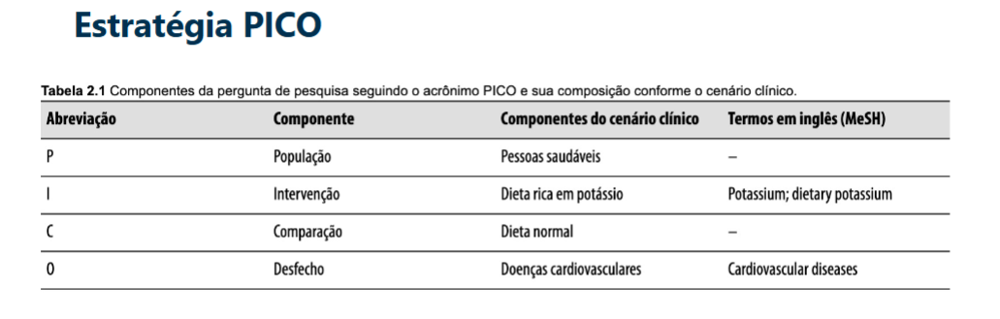 Estratégia PICO
Tabela 2.1 Componentes da pergunta de pesquisa seguindo o acrônimo PICO e sua composição conforme o cenário clínico.
Abreviação Componente Componentes do cenário clínico Termos em inglês (MeSH)
P População Pessoas saudáveis –
I Intervenção Dieta rica em potássio Potassium; dietary potassium
C Comparação Dieta normal –
O Desfecho Doenças cardiovasculares Cardiovascular diseases